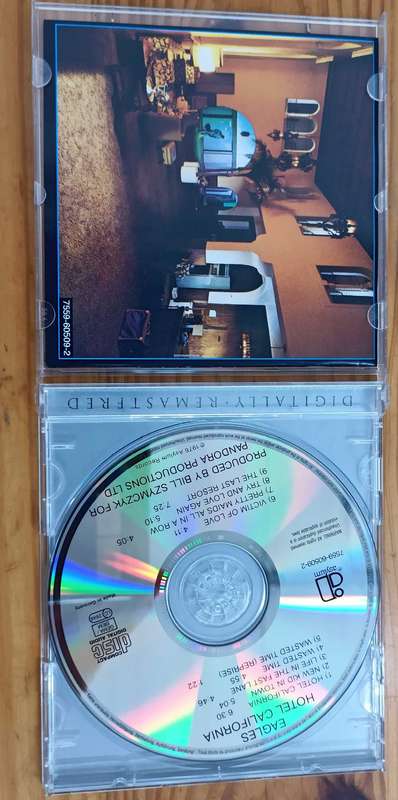 7559-60509-2
DIGITALLY · REMASTERED
EAGLES
HOTEL CALIFORNIA
1) HOTEL CALIFORNIA 6:30
2) NEW KID IN TOWN 5:04
3) LIFE IN THE FAST LANE 4:46
4) WASTED TIME 4:55
5) WASTED TIME (REPRISE) 1:22
asylum
7559-60509-2
COMPACT
disc
DIGITAL AUDIO
Made in Germany
6) VICTIM OF LOVE 4:11
7) PRETTY MAIDS ALL IN A ROW 4:05
8) TRY AND LOVE AGAIN 5:10
9) THE LAST RESORT 7:25
PRODUCED BY BILL SZYMCZYK FOR
PANDORA PRODUCTIONS LTD
℗ 1976 Asylum Records